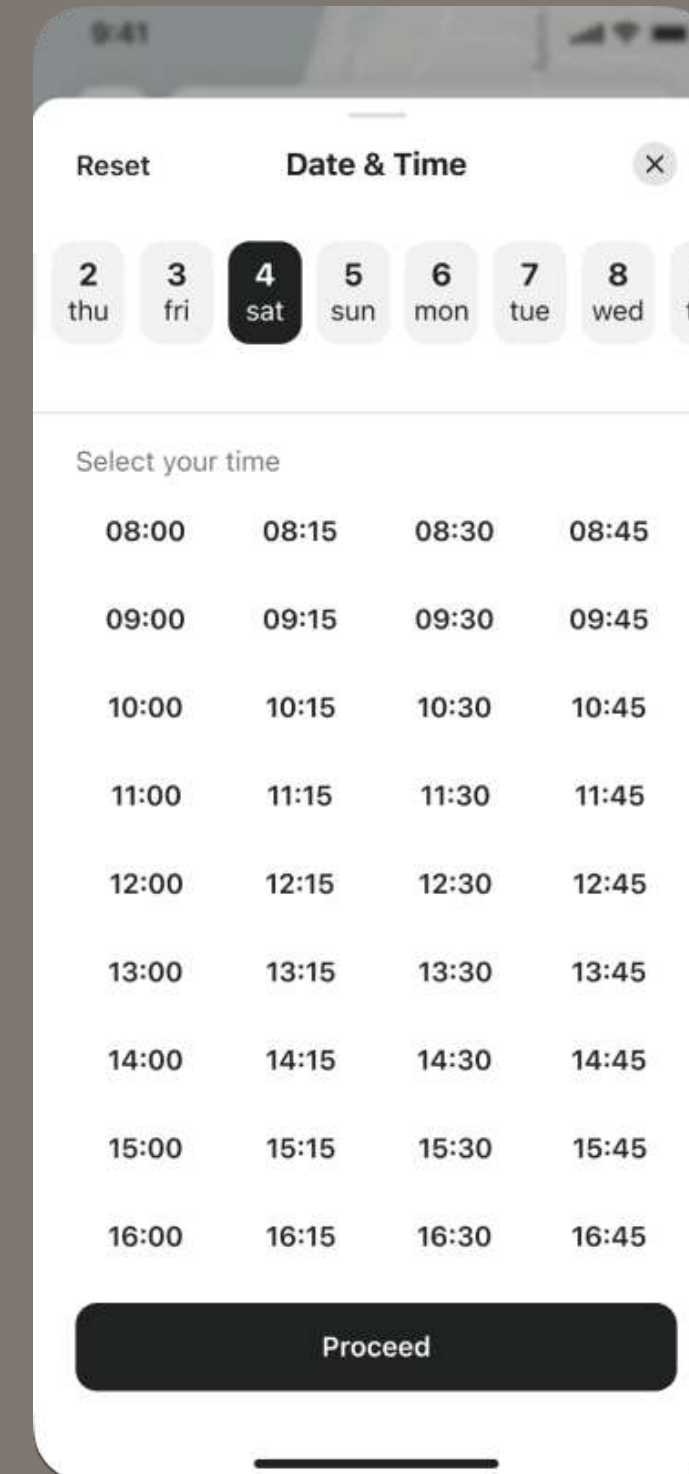 9:41
Reset Date & Time
2 3 4 5 6 7 8
thu fri sat sun mon tue wed
Select your time
08:00 08:15 08:30 08:45
09:00 09:15 09:30 09:45
10:00 10:15 10:30 10:45
11:00 11:15 11:30 11:45
12:00 12:15 12:30 12:45
13:00 13:15 13:30 13:45
14:00 14:15 14:30 14:45
15:00 15:15 15:30 15:45
16:00 16:15 16:30 16:45
Proceed